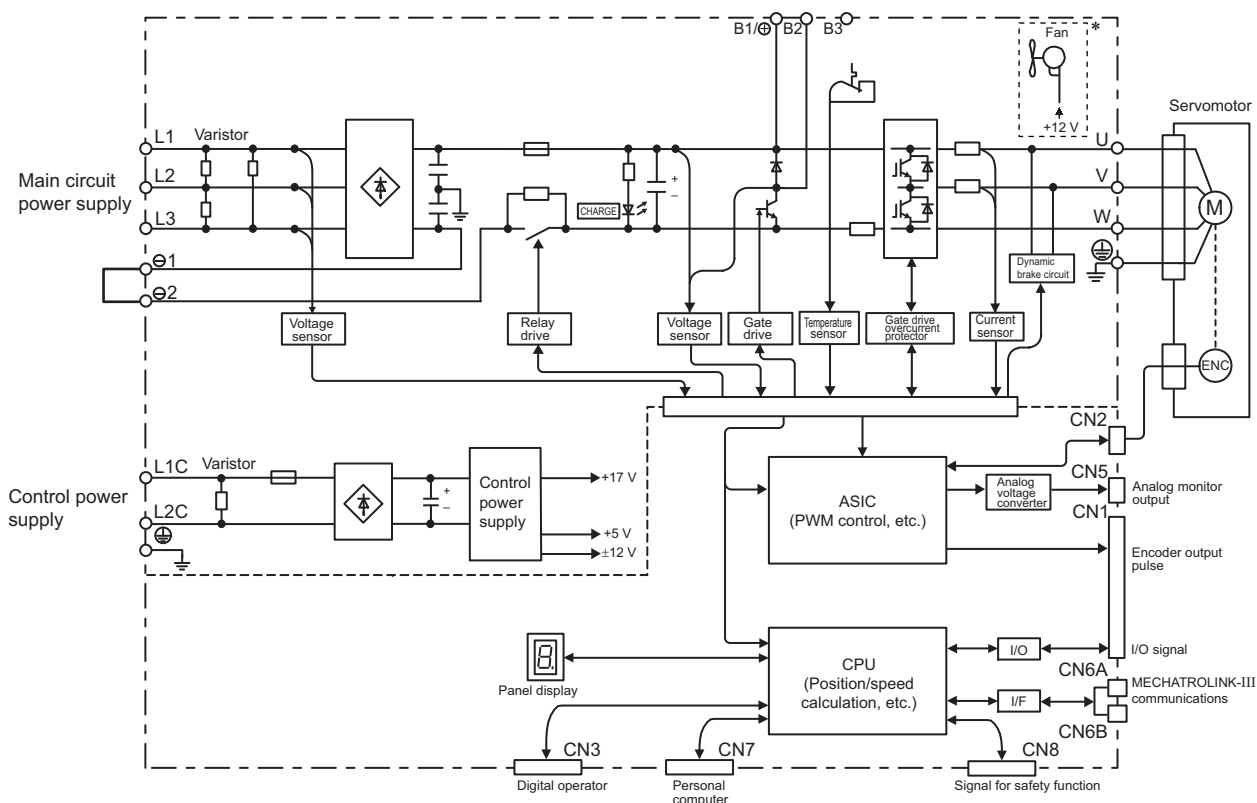 B1/⊕
B2
B3
Fan
*
+12 V
Servomotor
Main circuit
power supply
L1
L2
L3
⊖1
⊖2
Varistor
CHARGE
+
–
U
V
W
M
ENC
Dynamic
brake circuit
Voltage
sensor
Relay
drive
Voltage
sensor
Gate
drive
Temperature
sensor
Gate drive
overcurrent
protector
Current
sensor
Control power
supply
L1C
L2C
Varistor
+
–
Control
power
supply
+17 V
+5 V
±12 V
ASIC
(PWM control, etc.)
Analog
voltage
converter
CN2
CN5
Analog monitor
output
CN1
Encoder output
pulse
I/O signal
CPU
(Position/speed
calculation, etc.)
I/O
I/F
CN6A
MECHATROLINK-III
communications
CN6B
8.
Panel display
CN3
Digital operator
CN7
Personal
computer
CN8
Signal for safety function